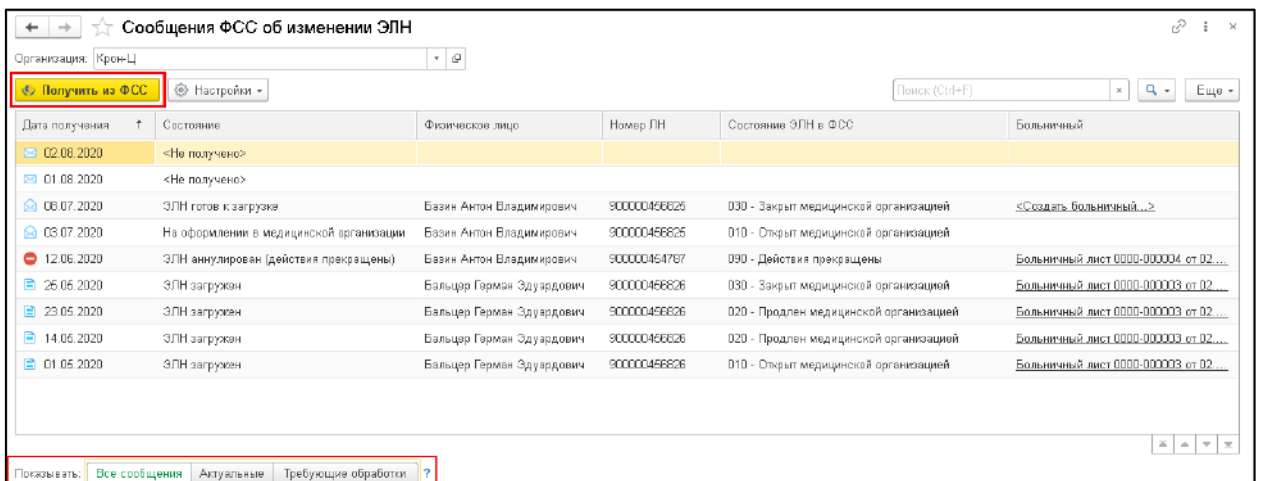 Сообщения ФСС об изменении ЭЛН
Организация: Крон-Ц
Получить из ФСС Настройки Поиск (Ctrl+F) × Еще
Дата получения ↑ Состояние Физическое лицо Номер ЛН Состояние ЭЛН в ФСС Больничный
02.08.2020 <Не получено>
01.08.2020 <Не получено>
08.07.2020 ЭЛН готов к загрузке Базин Антон Владимирович 900000456825 030 - Закрыт медицинской организацией <Создать больничный...>
03.07.2020 На оформлении в медицинской организации Базин Антон Владимирович 900000456825 010 - Открыт медицинской организацией
12.06.2020 ЭЛН аннулирован (действия прекращены) Базин Антон Владимирович 900000454787 090 - Действия прекращены Больничный лист 0000-000004 от 02....
25.05.2020 ЭЛН загружен Бальцер Герман Эдуардович 900000456826 030 - Закрыт медицинской организацией Больничный лист 0000-000003 от 02....
23.05.2020 ЭЛН загружен Бальцер Герман Эдуардович 900000456826 020 - Продлен медицинской организацией Больничный лист 0000-000003 от 02....
14.05.2020 ЭЛН загружен Бальцер Герман Эдуардович 900000456826 020 - Продлен медицинской организацией Больничный лист 0000-000003 от 02....
01.05.2020 ЭЛН загружен Бальцер Герман Эдуардович 900000456826 010 - Открыт медицинской организацией Больничный лист 0000-000003 от 02....
Показывать: Все сообщения Актуальные Требующие обработки ?